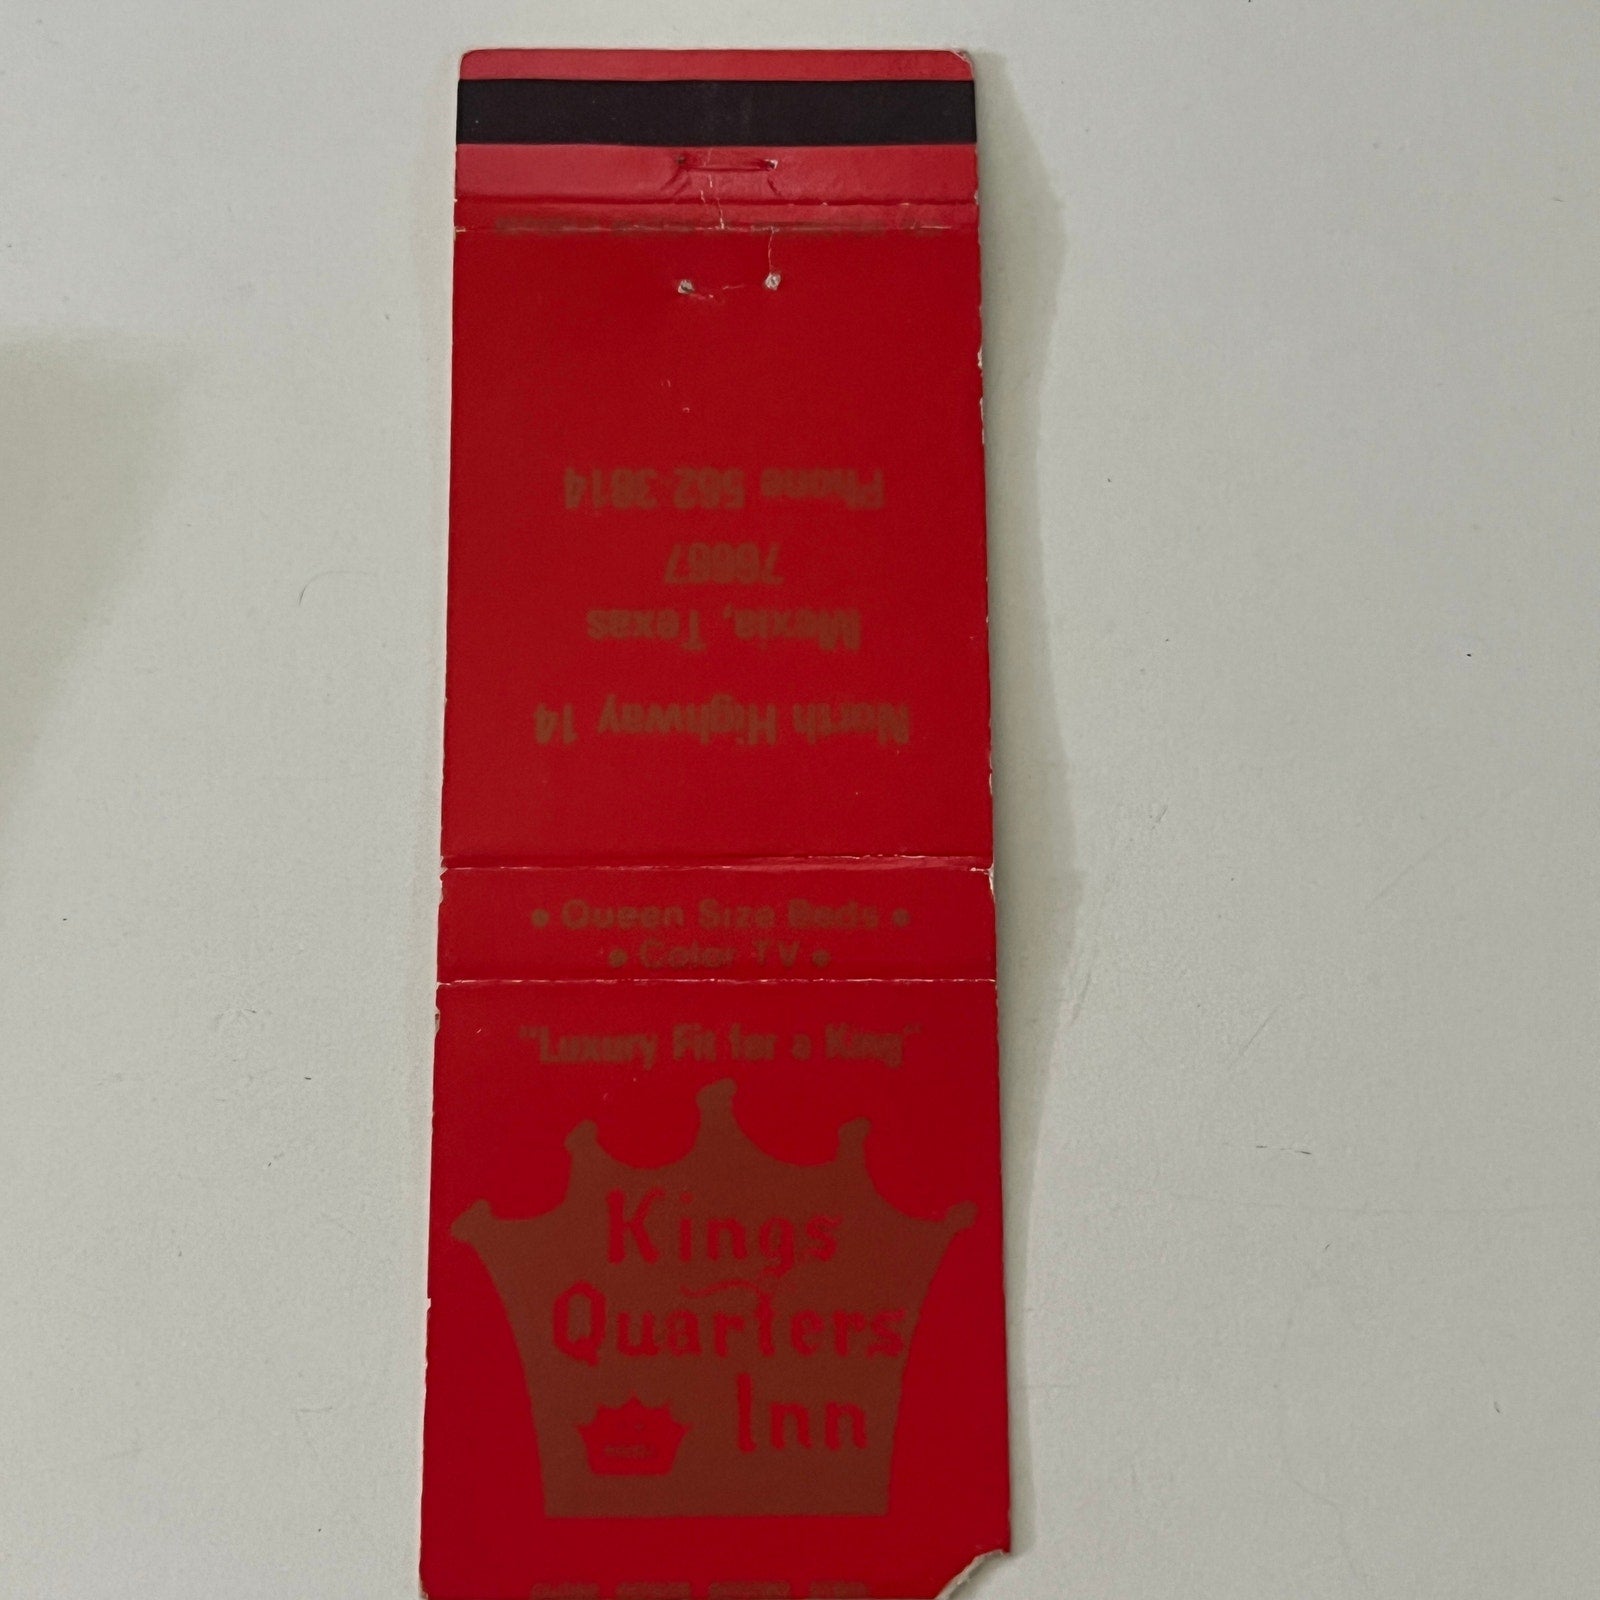 North Highway 14
Mexia, Texas
76667
Phone 562-3814
• Queen Size Beds •
• Color TV •
"Luxury Fit for a King"
Kings
Quarters
Inn